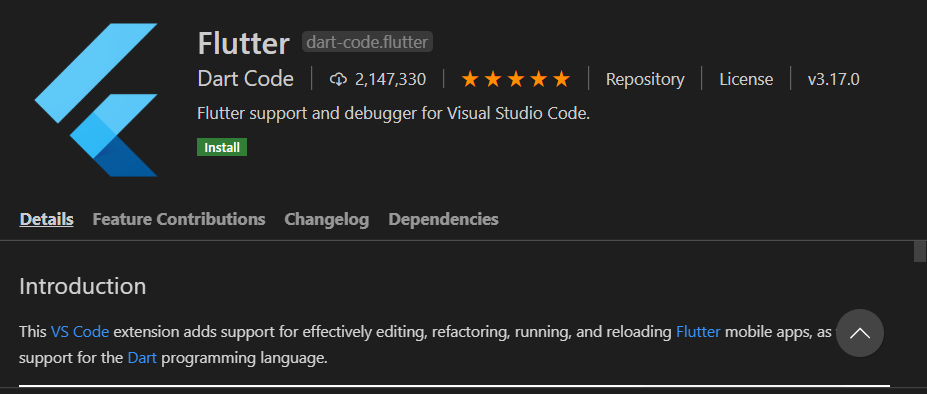 Flutter dart-code.flutter
Dart Code 2,147,330 Repository License v3.17.0
Flutter support and debugger for Visual Studio Code.
Install
Details Feature Contributions Changelog Dependencies
Introduction
This VS Code extension adds support for effectively editing, refactoring, running, and reloading Flutter mobile apps, as
support for the Dart programming language.